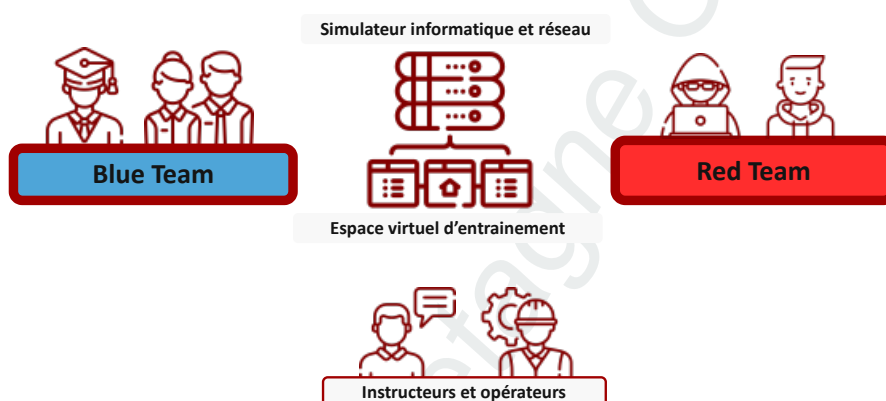 Simulateur informatique et réseau
Blue Team
Red Team
Espace virtuel d'entrainement
Instructeurs et opérateurs